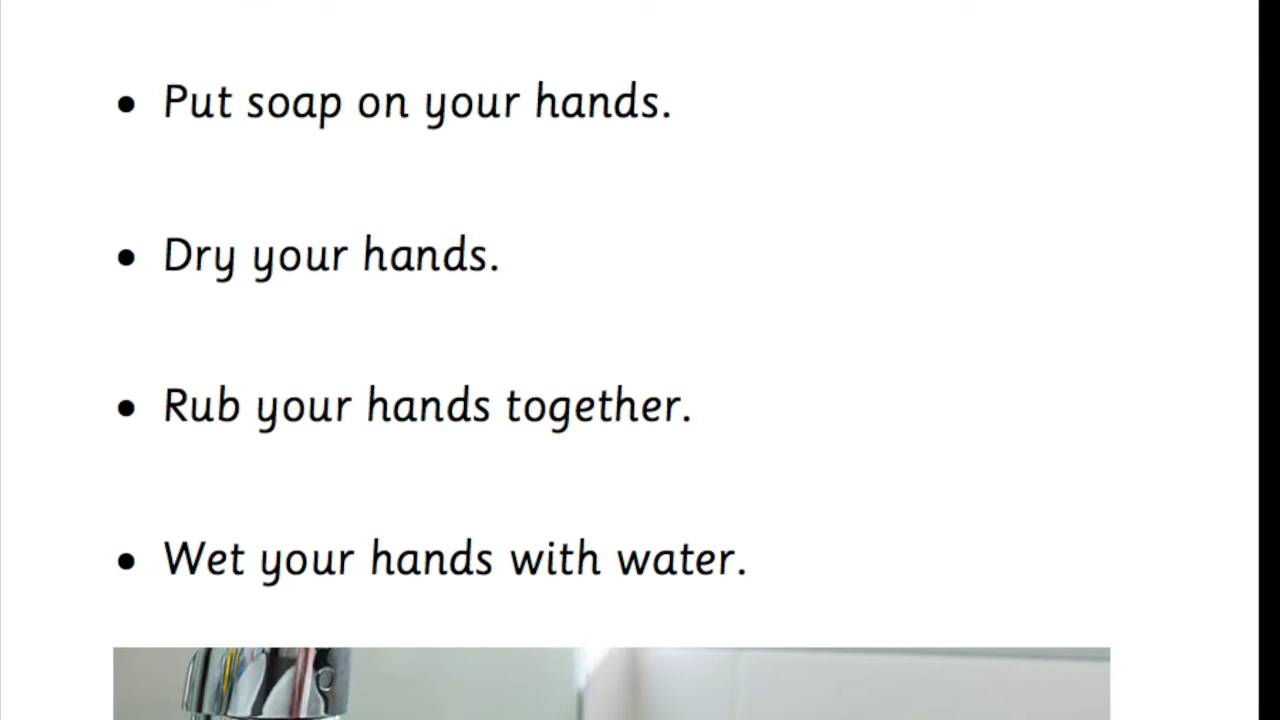 • Put soap on your hands.
• Dry your hands.
• Rub your hands together.
• Wet your hands with water.